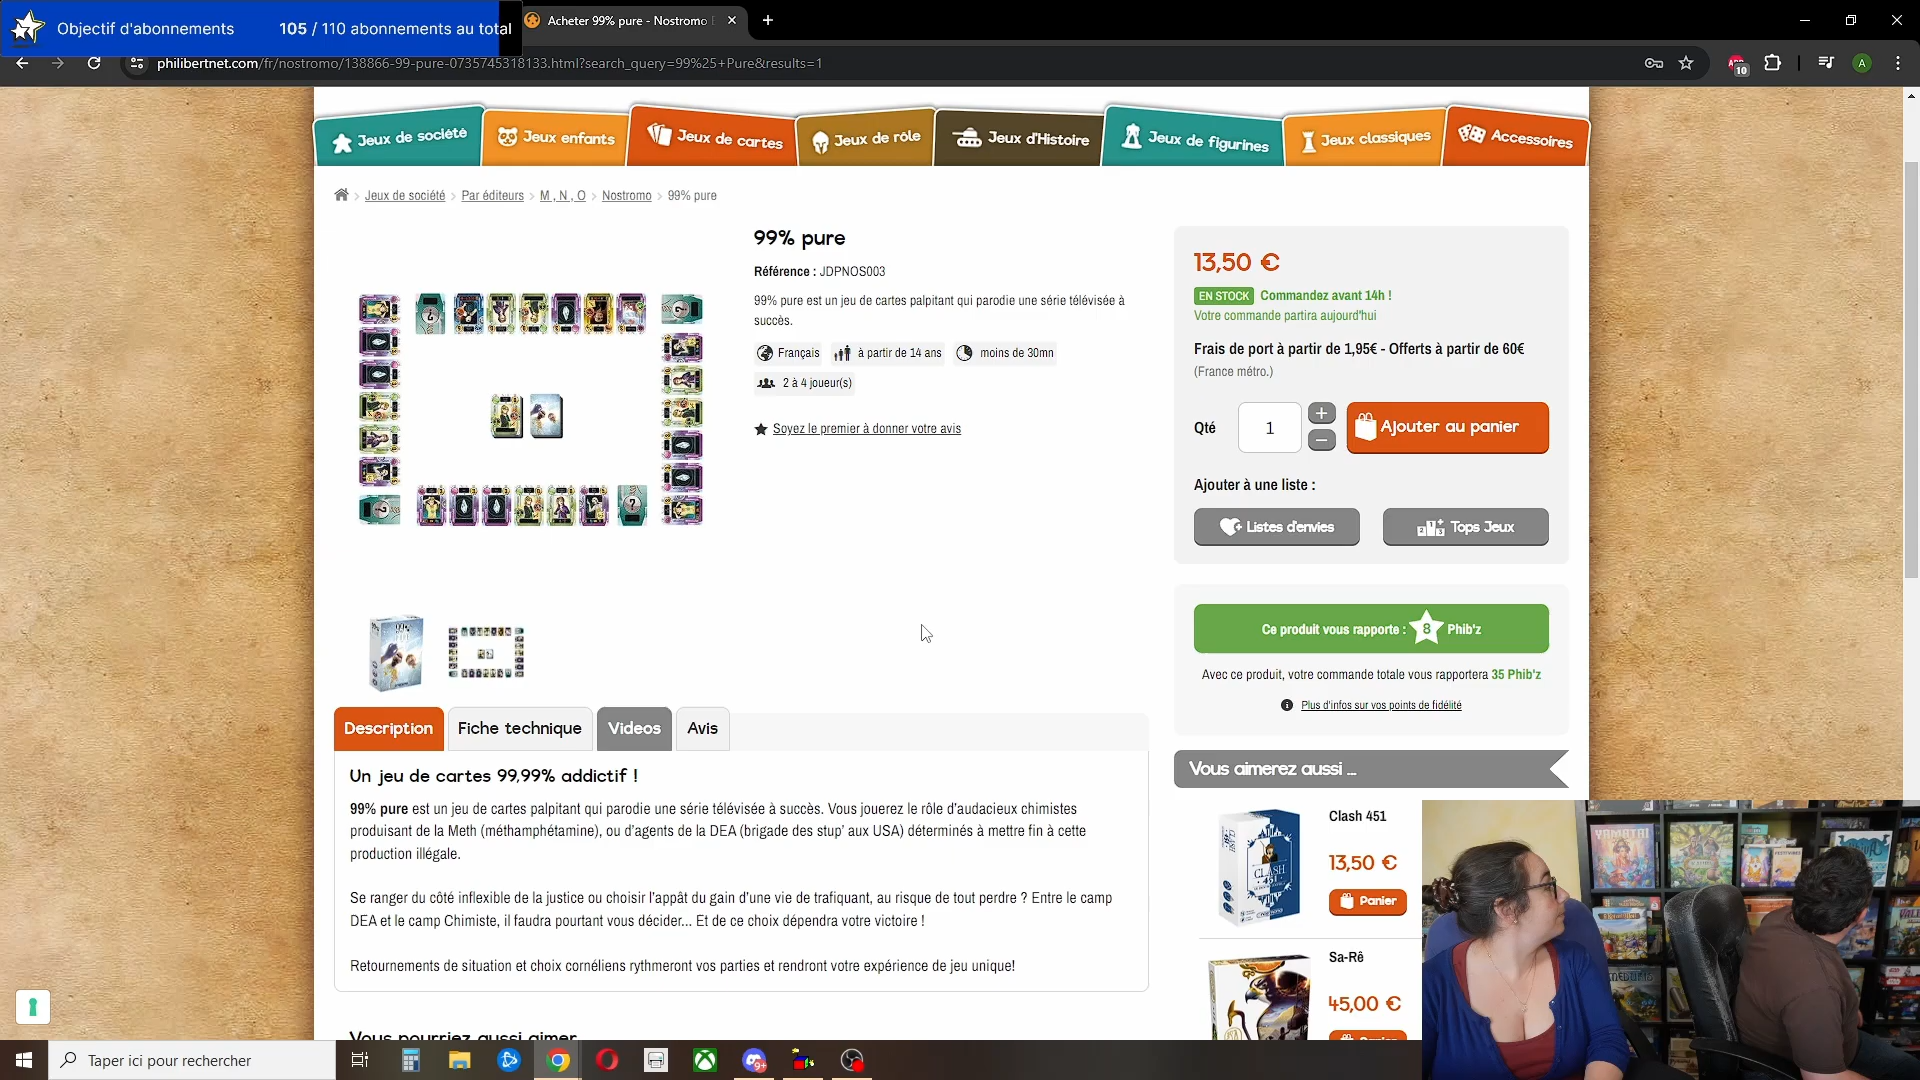 Objectif d'abonnements
105 / 110 abonnements au total
Acheter 99% pure - Nostromo
philibertnet.com/fr/nostromo/138866-99-pure-0735745318133.html?search_query=99%25+Pure&results=1
10
A
Jeux de société
Jeux enfants
Jeux de cartes
Jeux de rôle
Jeux d'Histoire
Jeux de figurines
Jeux classiques
Accessoires
Jeux de société > Par éditeurs > M , N , O > Nostromo > 99% pure
99% pure
Référence : JDPNOS003
99% pure est un jeu de cartes palpitant qui parodie une série télévisée à
succès.
Français
à partir de 14 ans
moins de 30mn
2 à 4 joueur(s)
Soyez le premier à donner votre avis
13,50 €
EN STOCK Commandez avant 14h !
Votre commande partira aujourd'hui
Frais de port à partir de 1,95€ - Offerts à partir de 60€
(France métro.)
Qté
1
+
−
Ajouter au panier
Ajouter à une liste :
Listes d'envies
Tops Jeux
Ce produit vous rapporte : 8 Phib'z
Avec ce produit, votre commande totale vous rapportera 35 Phib'z
Plus d'infos sur vos points de fidélité
Description
Fiche technique
Videos
Avis
Un jeu de cartes 99,99% addictif !
99% pure est un jeu de cartes palpitant qui parodie une série télévisée à succès. Vous jouerez le rôle d'audacieux chimistes
produisant de la Meth (méthamphétamine), ou d'agents de la DEA (brigade des stup' aux USA) déterminés à mettre fin à cette
production illégale.
Se ranger du côté inflexible de la justice ou choisir l'appât du gain d'une vie de trafiquant, au risque de tout perdre ? Entre le camp
DEA et le camp Chimiste, il faudra pourtant vous décider... Et de ce choix dépendra votre victoire !
Retournements de situation et choix cornéliens rythmeront vos parties et rendront votre expérience de jeu unique!
Vous pourriez aussi aimer
Vous aimerez aussi ...
Clash 451
13,50 €
Panier
CLASH
451
Sa-Rê
45,00 €
Panier
YAMATAI
Taper ici pour rechercher
9+